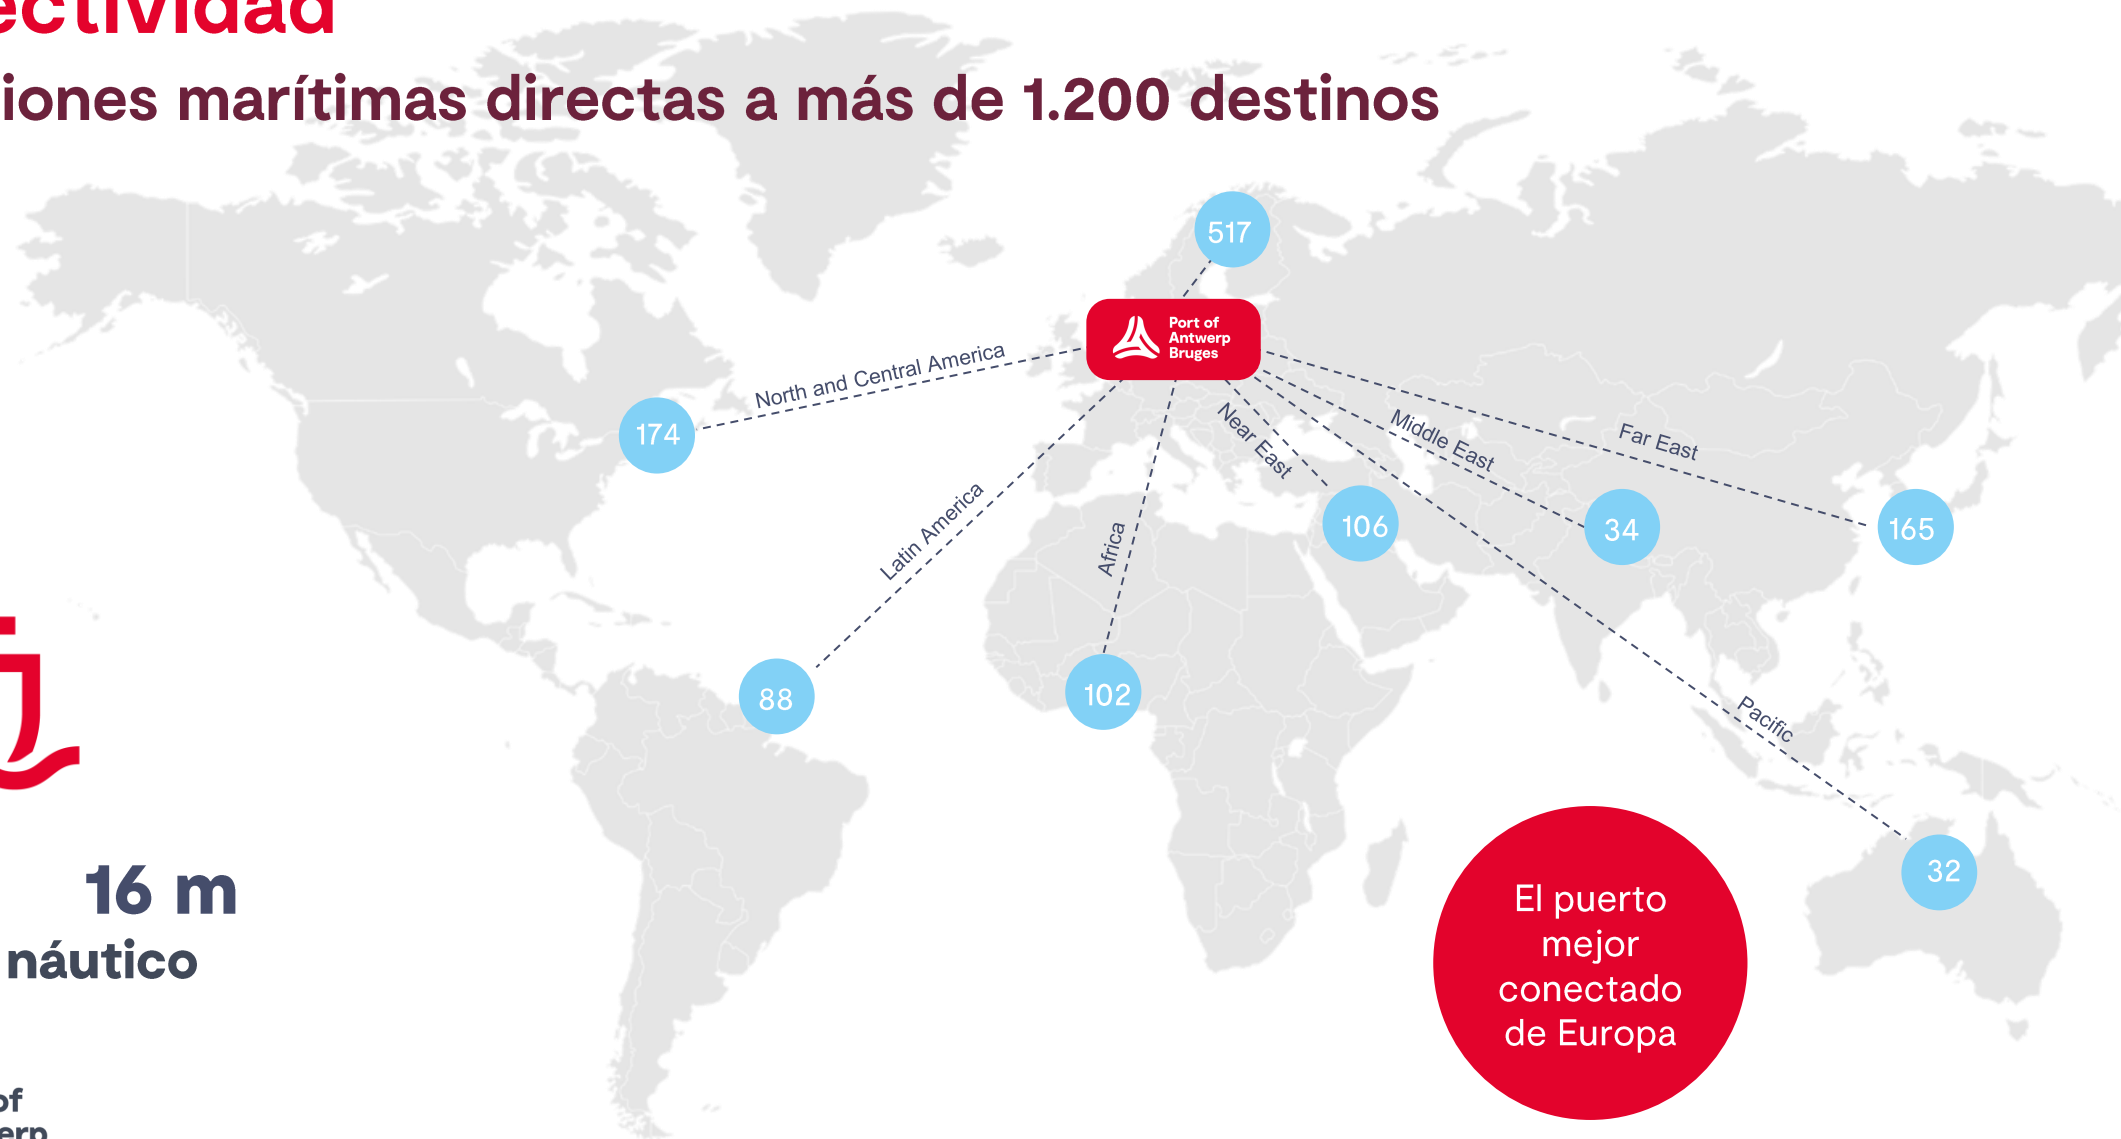 ectividad
iones marítimas directas a más de 1.200 destinos
517
Port of
Antwerp
Bruges
North and Central America
174
Latin America
88
Africa
102
Near East
106
Middle East
34
Far East
165
Pacific
32
16 m
náutico
El puerto
mejor
conectado
de Europa
of
erp